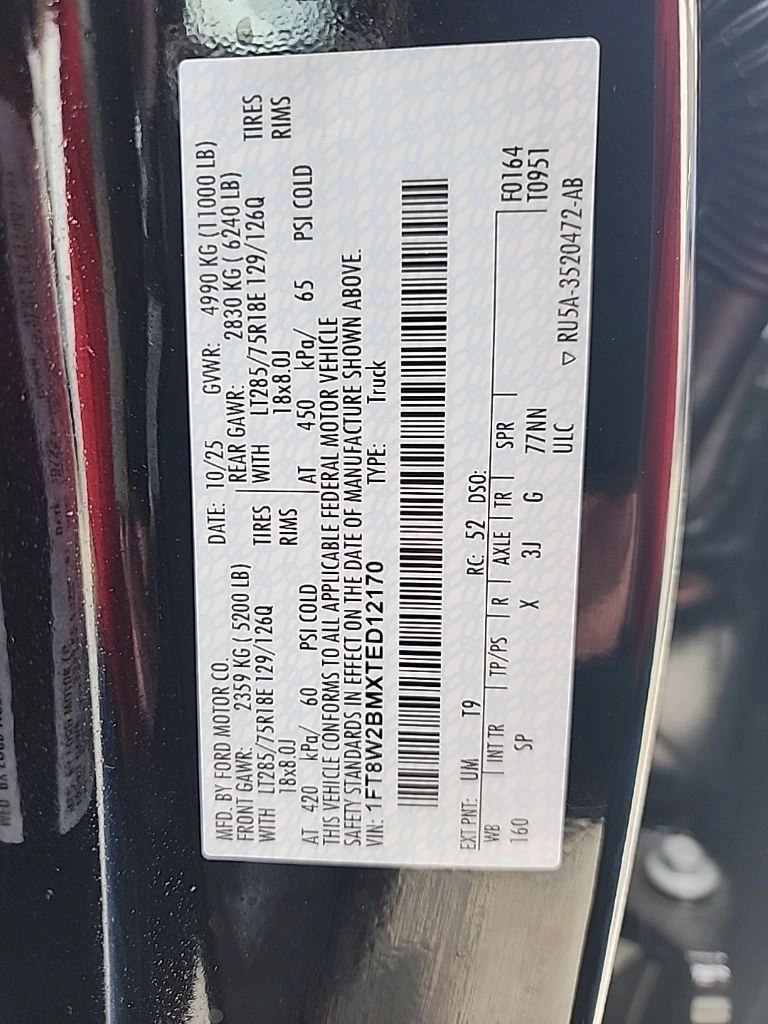 MFD. BY FORD MOTOR CO. DATE: 10/25 GVWR: 4990 KG (11000 LB)
FRONT GAWR: 2359 KG ( 5200 LB) REAR GAWR: 2830 KG ( 6240 LB)
WITH LT285/75R18E 129/126Q TIRES WITH LT285/75R18E 129/126Q TIRES
18x8.0J RIMS 18x8.0J RIMS
AT 420 kPa/ 60 PSI COLD AT 450 kPa/ 65 PSI COLD
THIS VEHICLE CONFORMS TO ALL APPLICABLE FEDERAL MOTOR VEHICLE
SAFETY STANDARDS IN EFFECT ON THE DATE OF MANUFACTURE SHOWN ABOVE.
VIN: 1FT8W2BMXTED12170 TYPE: Truck
EXT PNT: UM T9 RC: 52 DSO:
WB INT TR TP/PS R AXLE TR SPR F0164
160 SP X 3J G 77NN T0951
ULC
▽ RU5A-3520472-AB